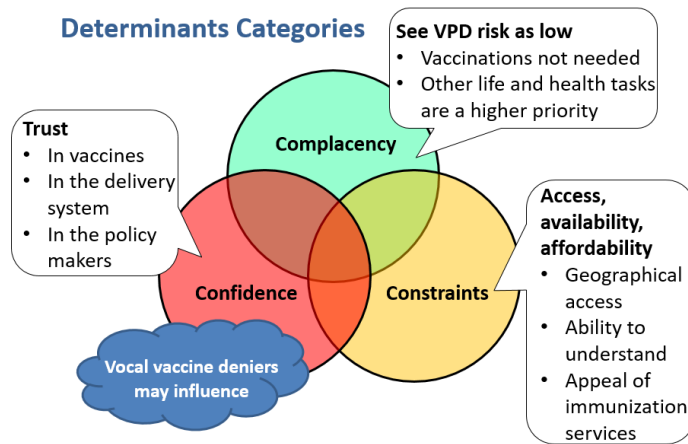 Determinants Categories
See VPD risk as low
• Vaccinations not needed
• Other life and health tasks
are a higher priority
Complacency
Trust
• In vaccines
• In the delivery
system
• In the policy
makers
Access,
availability,
affordability
• Geographical
access
• Ability to
understand
• Appeal of
immunization
services
Confidence
Constraints
Vocal vaccine deniers
may influence